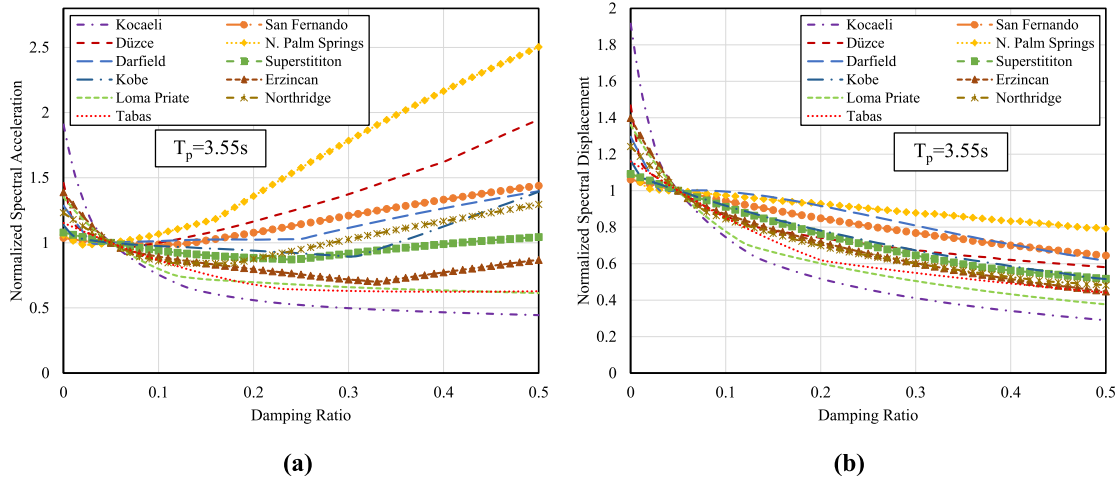 Normalized Spectral Acceleration
2.5
2
1.5
1
0.5
0
0 0.1 0.2 0.3 0.4 0.5
Damping Ratio
Kocaeli San Fernando
Düzce N. Palm Springs
Darfield Superstititon
Kobe Erzincan
Loma Priate Northridge
Tabas
Tp=3.55s
(a)
Normalized Spectral Displacement
2
1.8
1.6
1.4
1.2
1
0.8
0.6
0.4
0.2
0
0 0.1 0.2 0.3 0.4 0.5
Damping Ratio
Kocaeli San Fernando
Düzce N. Palm Springs
Darfield Superstititon
Kobe Erzincan
Loma Priate Northridge
Tabas
Tp=3.55s
(b)